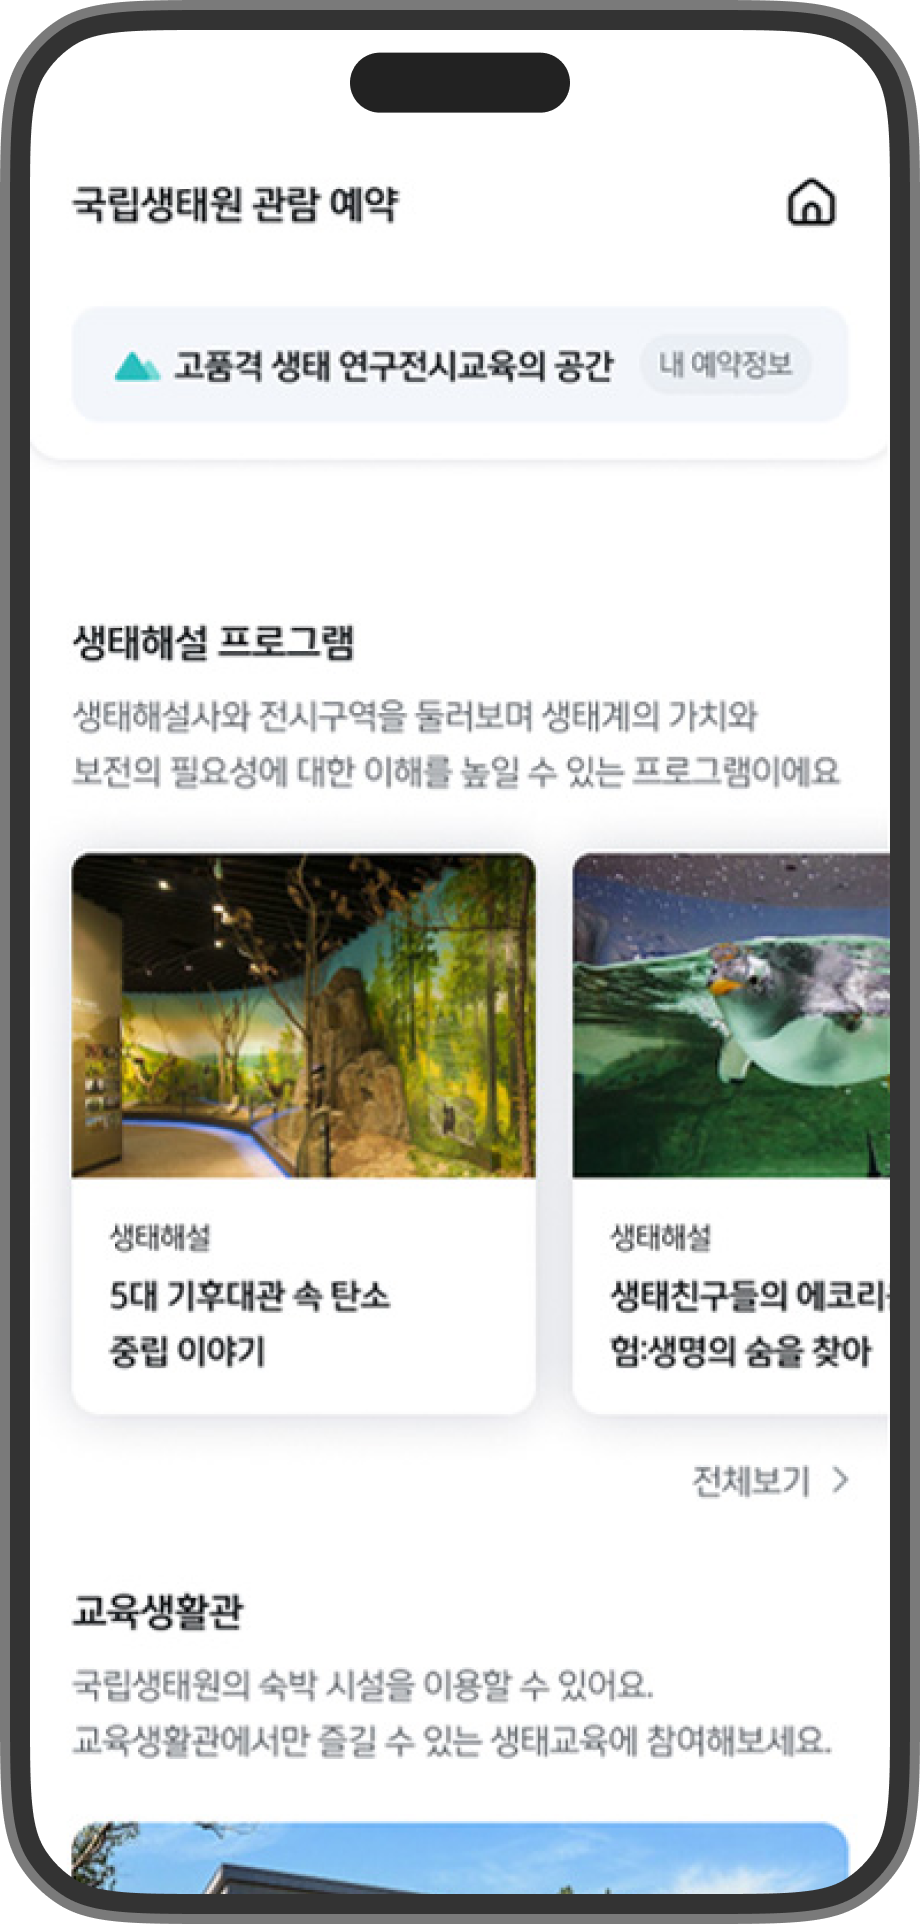 국립생태원 관람 예약
고품격 생태 연구전시교육의 공간
내 예약정보
생태해설 프로그램
생태해설사와 전시구역을 둘러보며 생태계의 가치와
보전의 필요성에 대한 이해를 높일 수 있는 프로그램이에요
생태해설
5대 기후대관 속 탄소
중립 이야기
생태해설
생태친구들의 에코리
험:생명의 숨을 찾아
전체보기
교육생활관
국립생태원의 숙박 시설을 이용할 수 있어요.
교육생활관에서만 즐길 수 있는 생태교육에 참여해보세요.